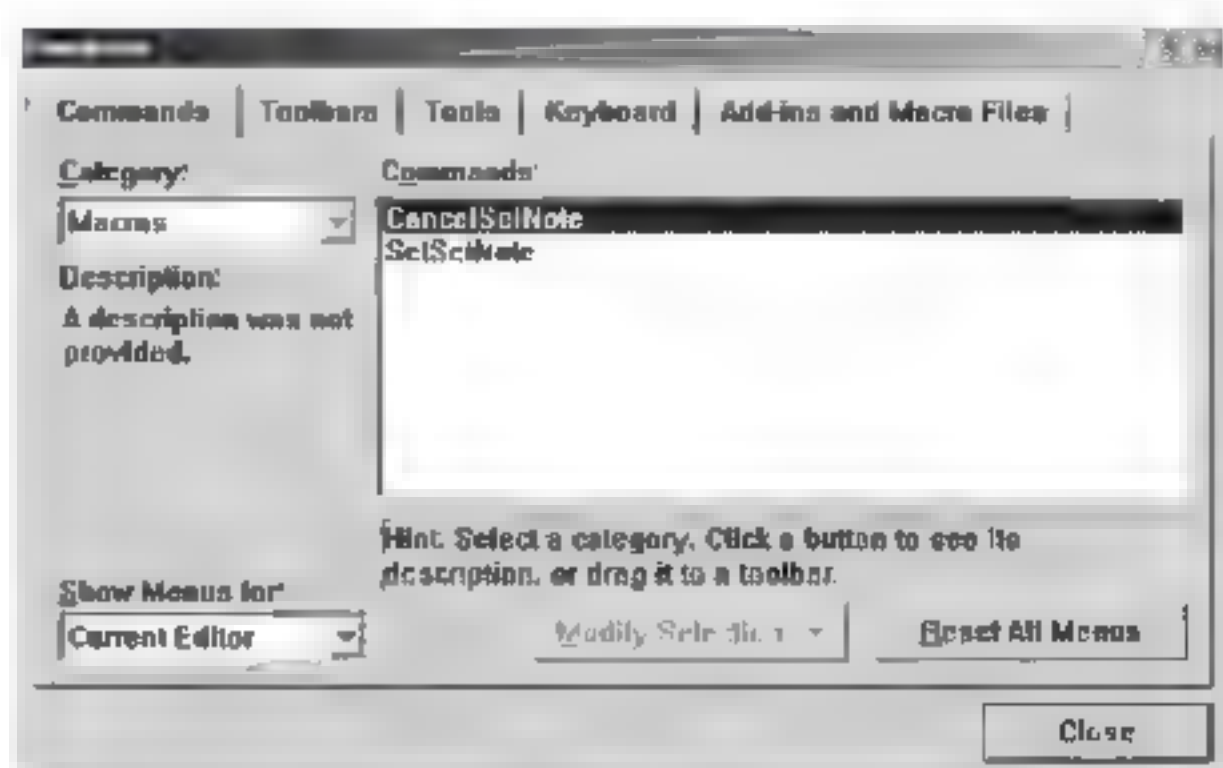 Commands Toolbars Tools Keyboard Add-ins and Macro Files
Category: Commands:
Macros
CancelSelNote
Description:
A description was not
provided.
Hint: Select a category. Click a button to see its
description, or drag it to a toolbar.
Show Menus for:
Current Editor Modify Selection Reset All Menus
Close